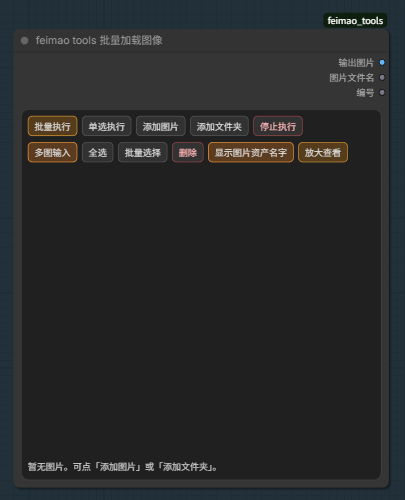 feimao_tools
feimao tools 批量加载图像
输出图片
图片文件名
编号
批量执行 单选执行 添加图片 添加文件夹 停止执行
多图输入 全选 批量选择 删除 显示图片资产名字 放大查看
暂无图片。可点「添加图片」或「添加文件夹」。